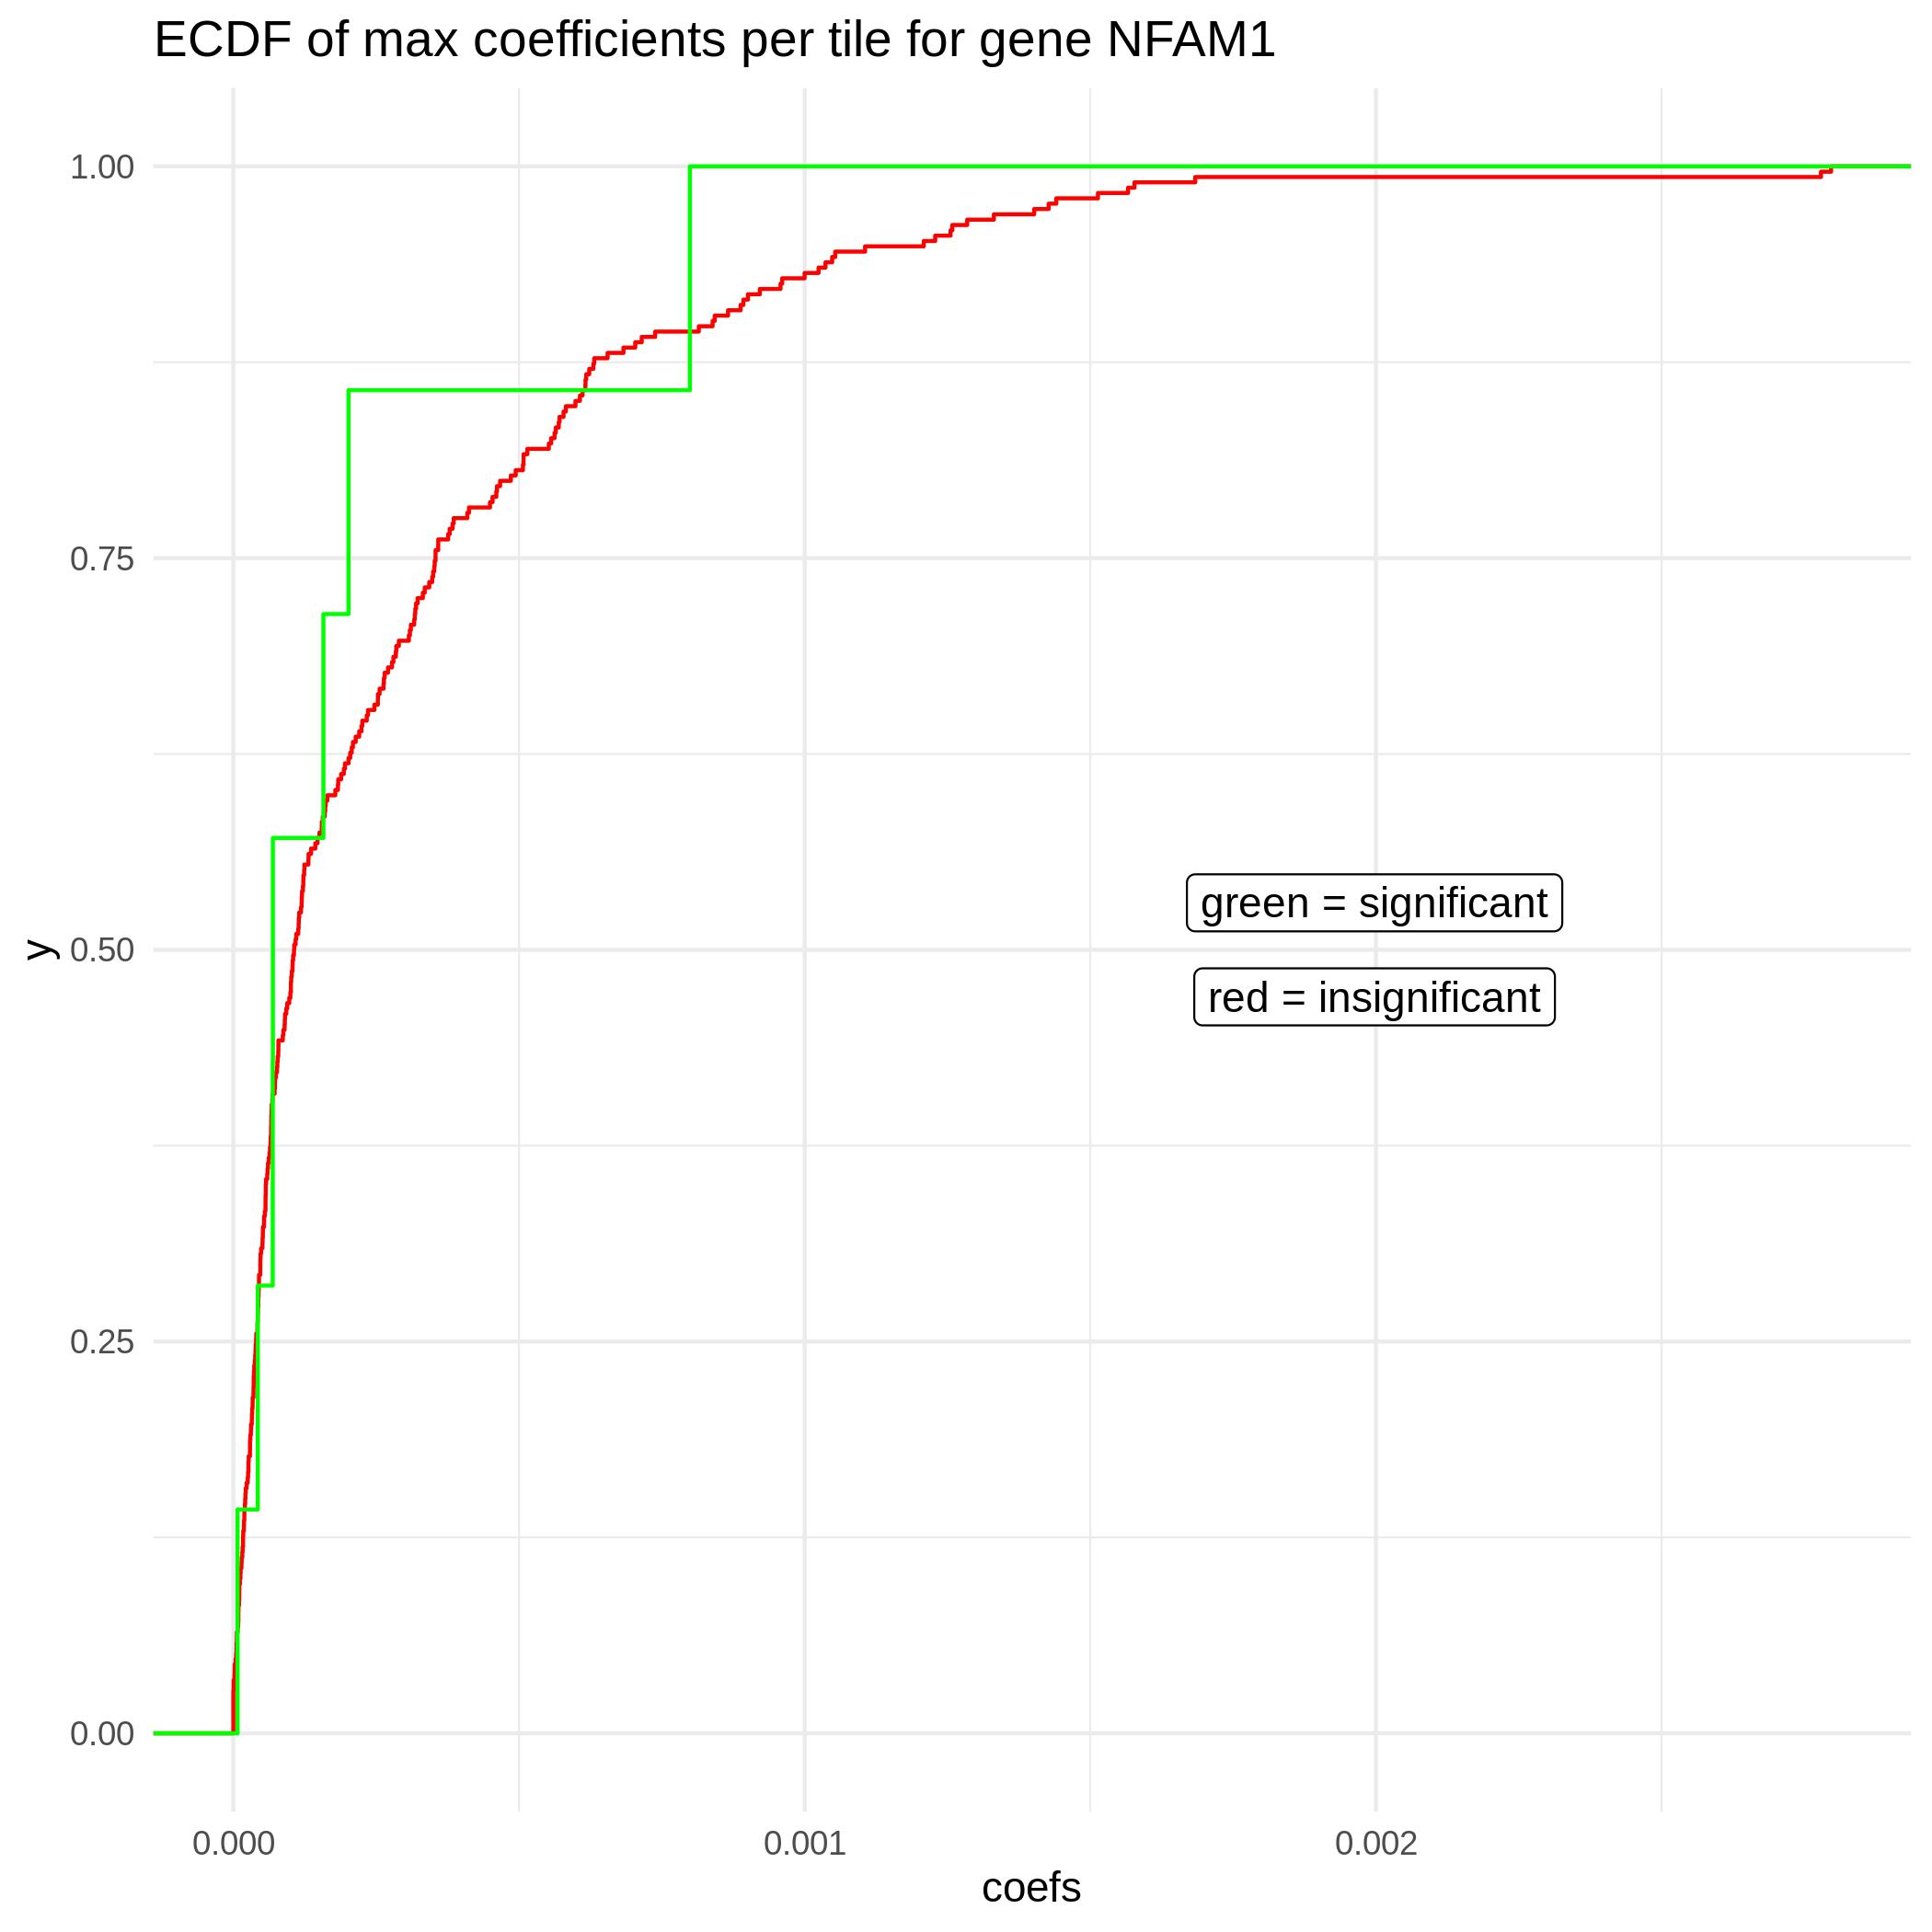 ECDF of max coefficients per tile for gene NFAM1
1.00
0.75
0.50
0.25
0.00
y
green = significant
red = insignificant
0.000
0.001
0.002
coefs